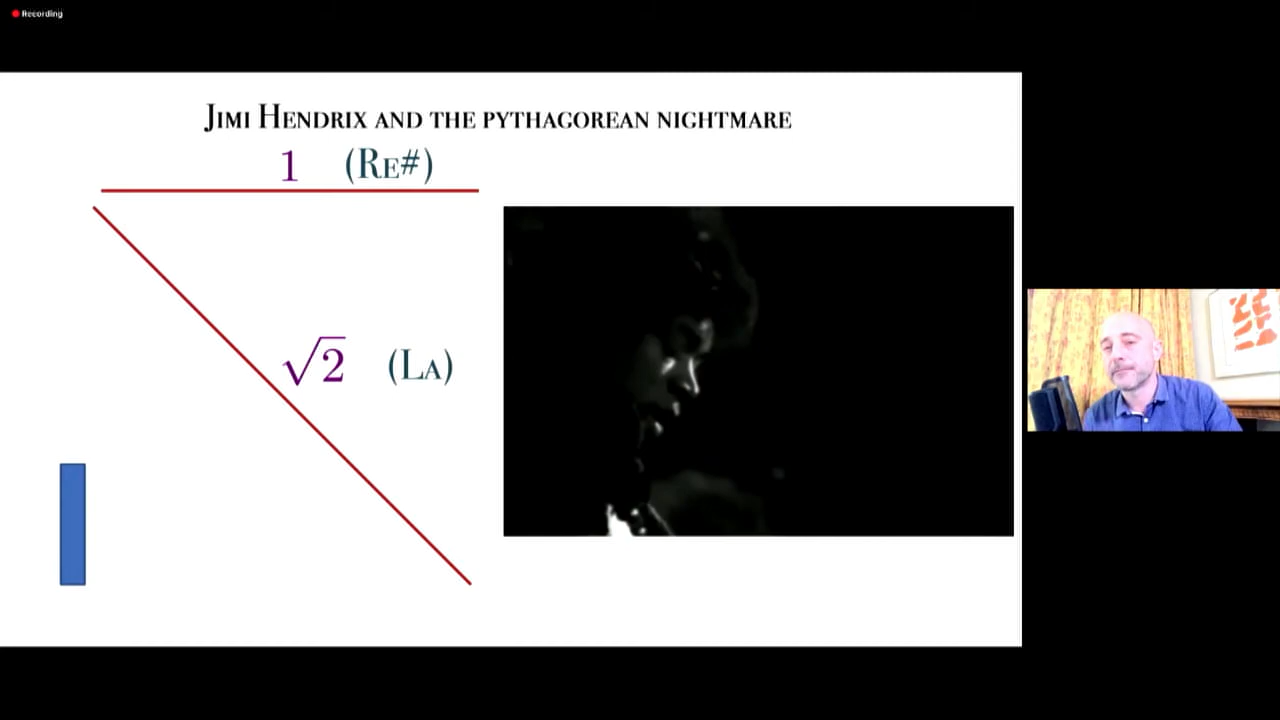 Recording
Jimi Hendrix and the pythagorean nightmare
1 (Re#)
√2 (La)